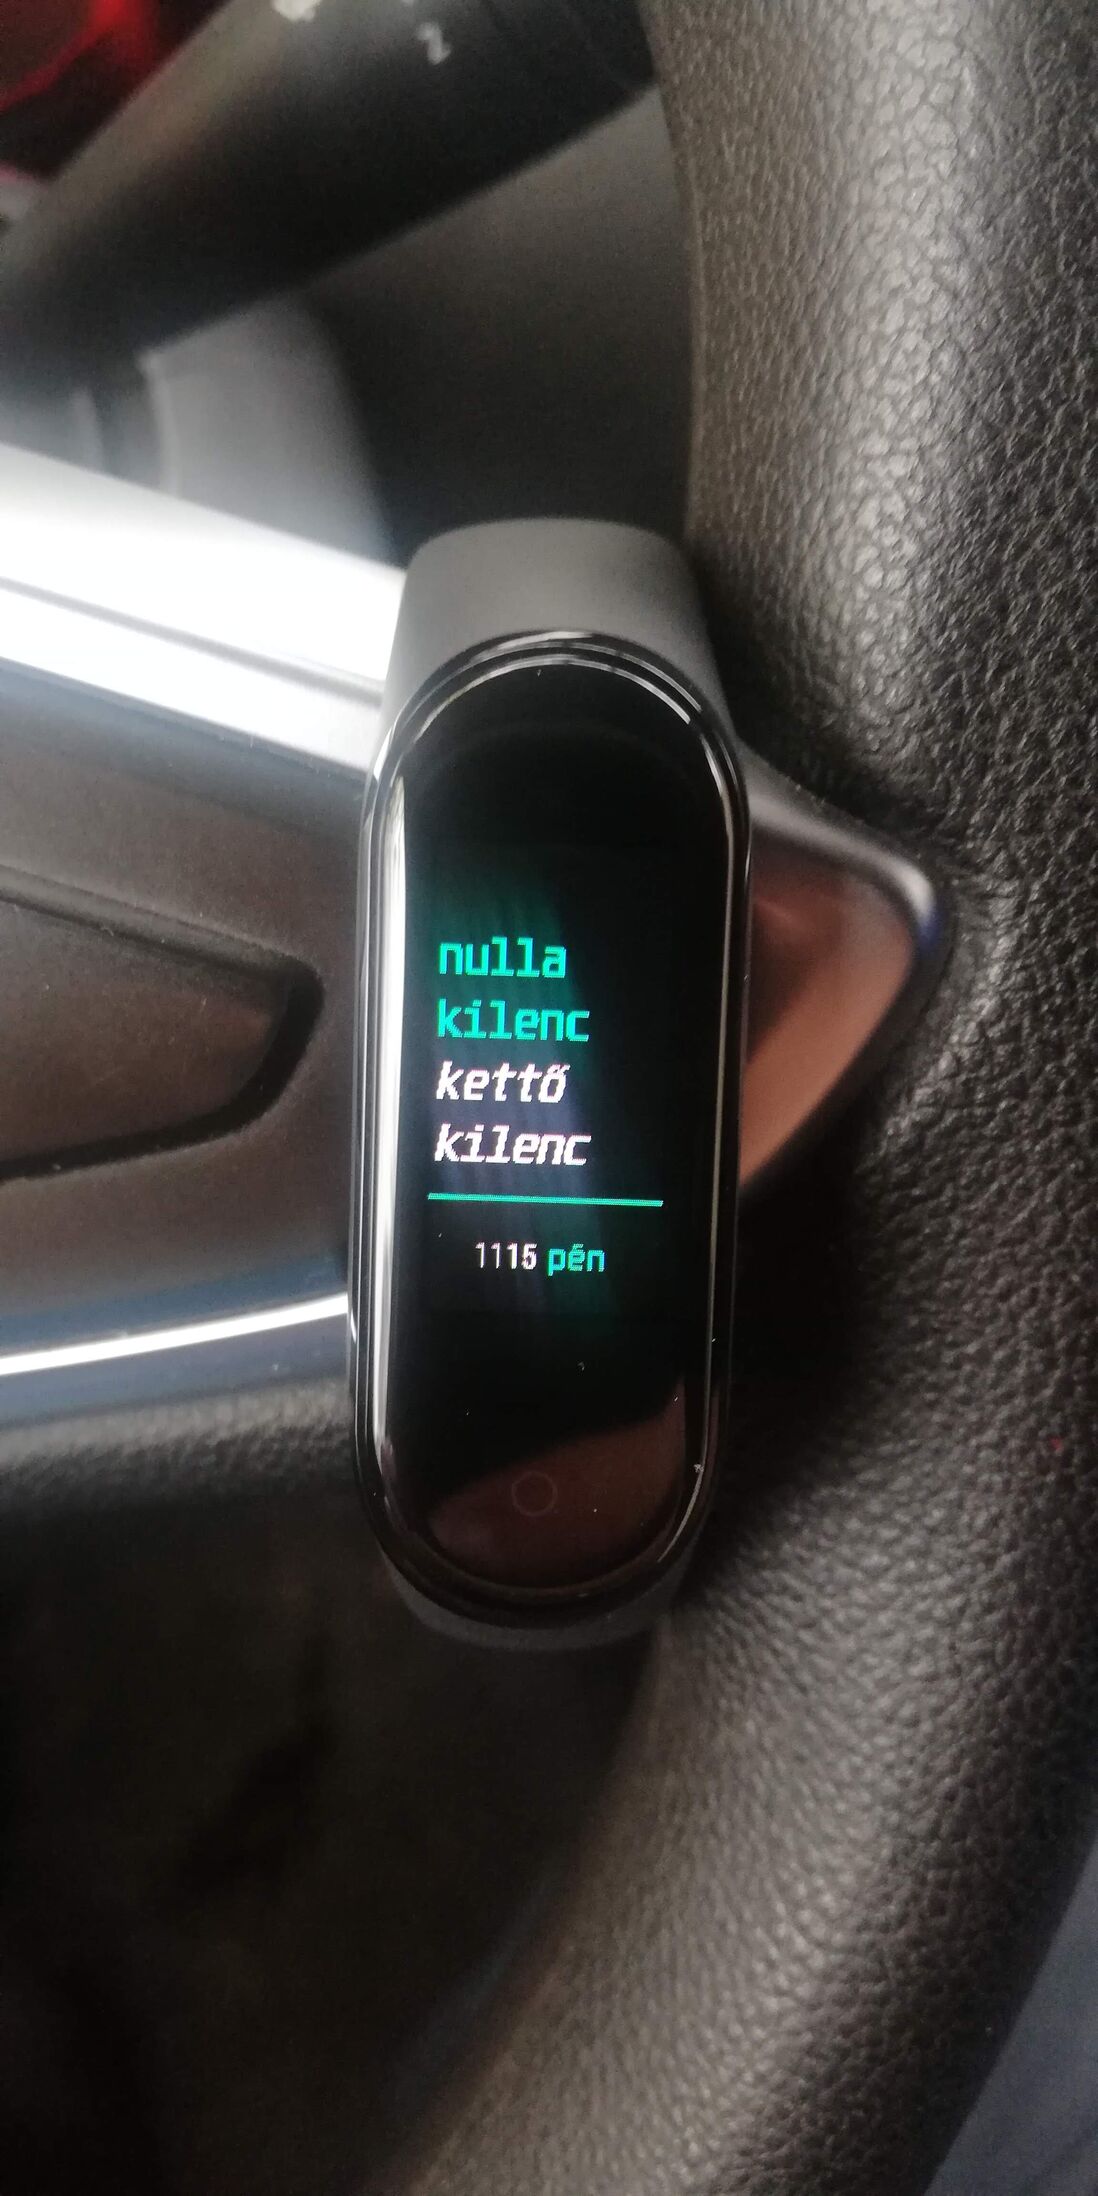 nulla
kilenc
kettő
kilenc
1115 pén